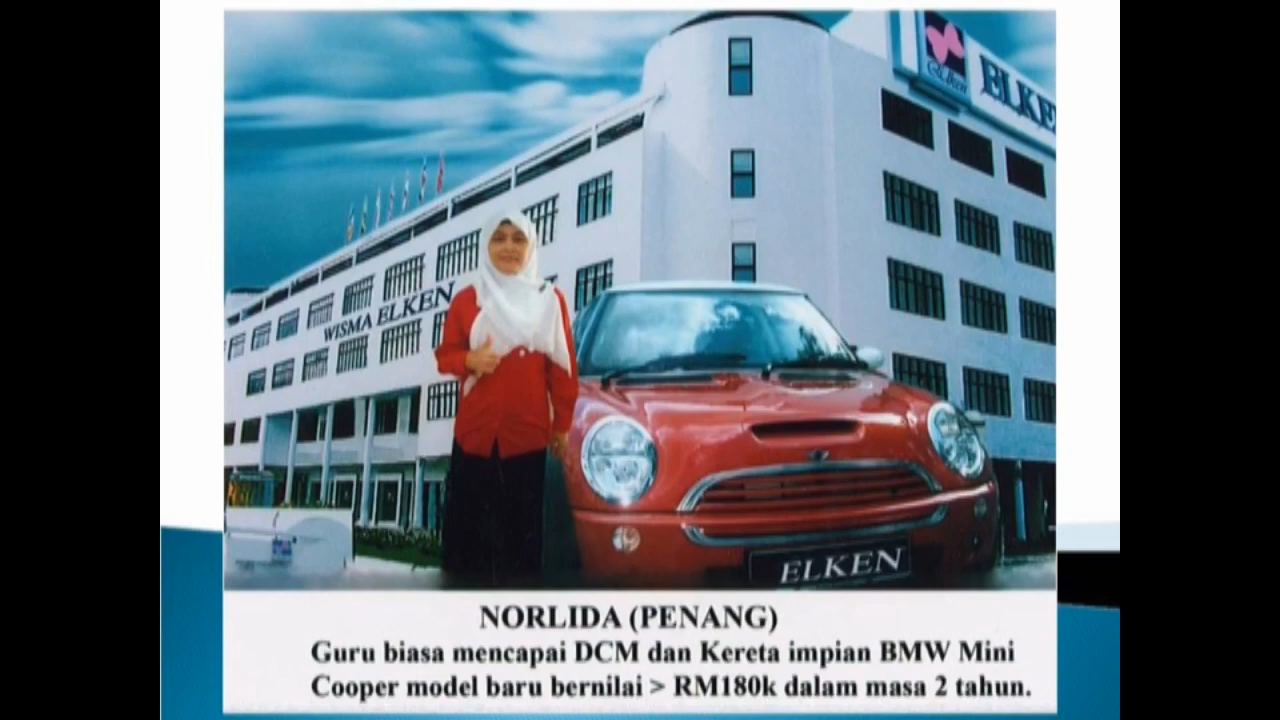 Elken
ELKEN
WISMA ELKEN
ELKEN
NORLIDA (PENANG)
Guru biasa mencapai DCM dan Kereta impian BMW Mini
Cooper model baru bernilai > RM180k dalam masa 2 tahun.